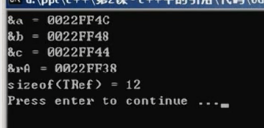 &a = 0022FF4C
&b = 0022FF48
&c = 0022FF44
&rA = 0022FF38
sizeof(TRef) = 12
Press enter to continue ...